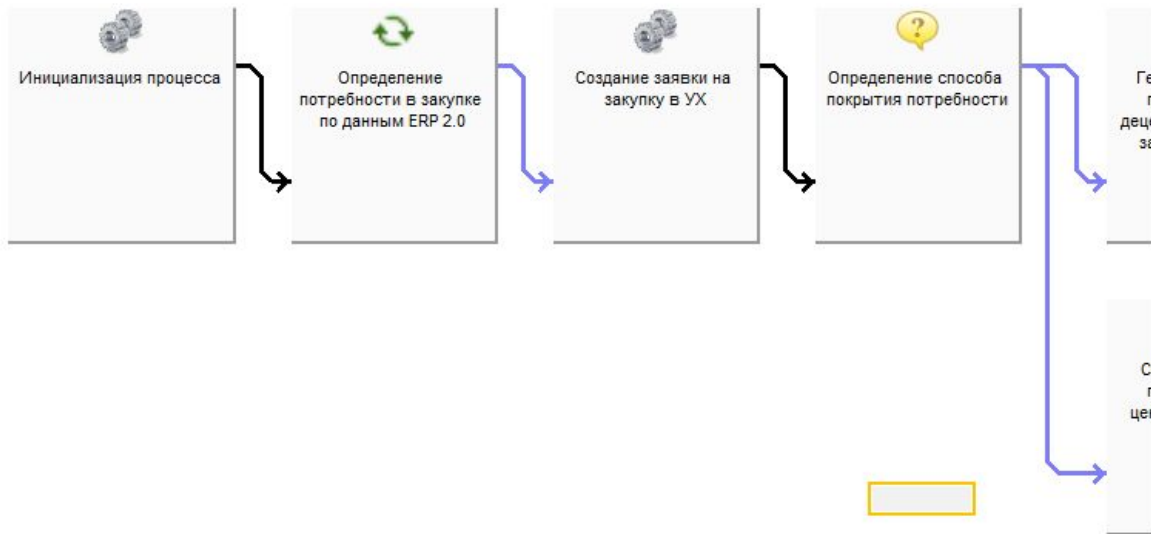 Инициализация процесса
Определение
потребности в закупке
по данным ERP 2.0
Создание заявки на
закупку в УХ
Определение способа
покрытия потребности
?